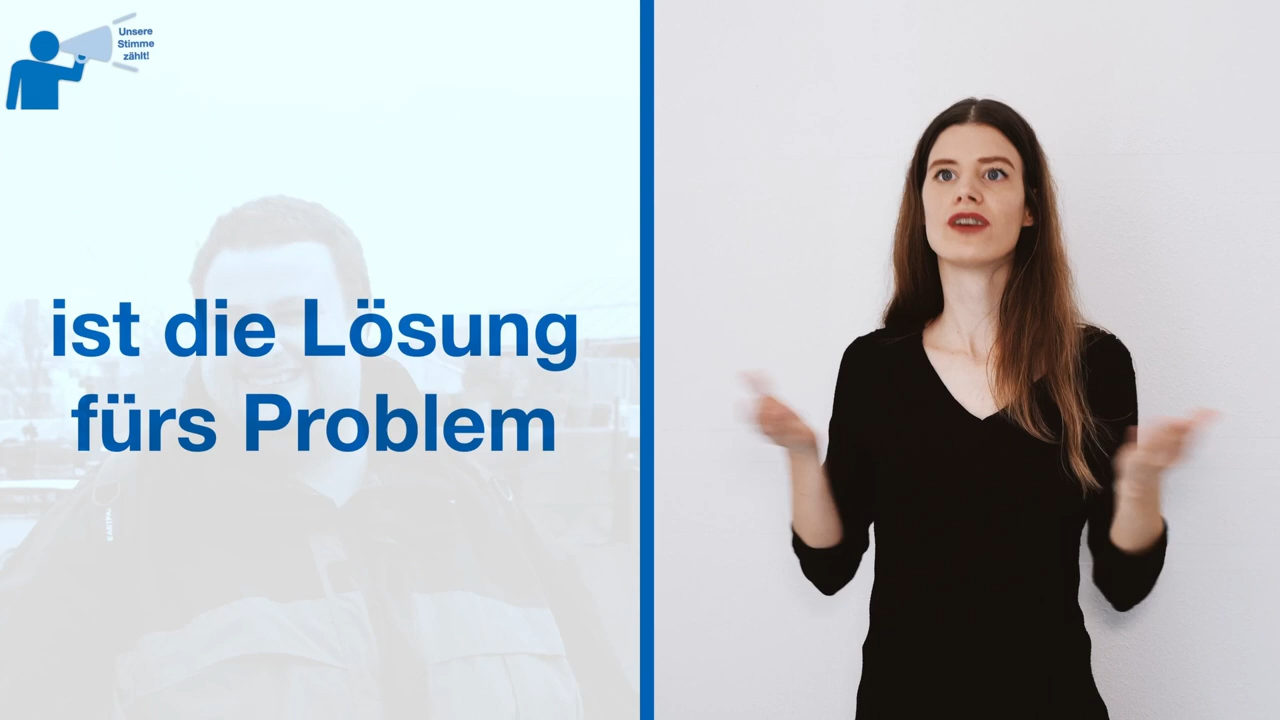 Unsere
Stimme
zählt!
ist die Lösung
fürs Problem